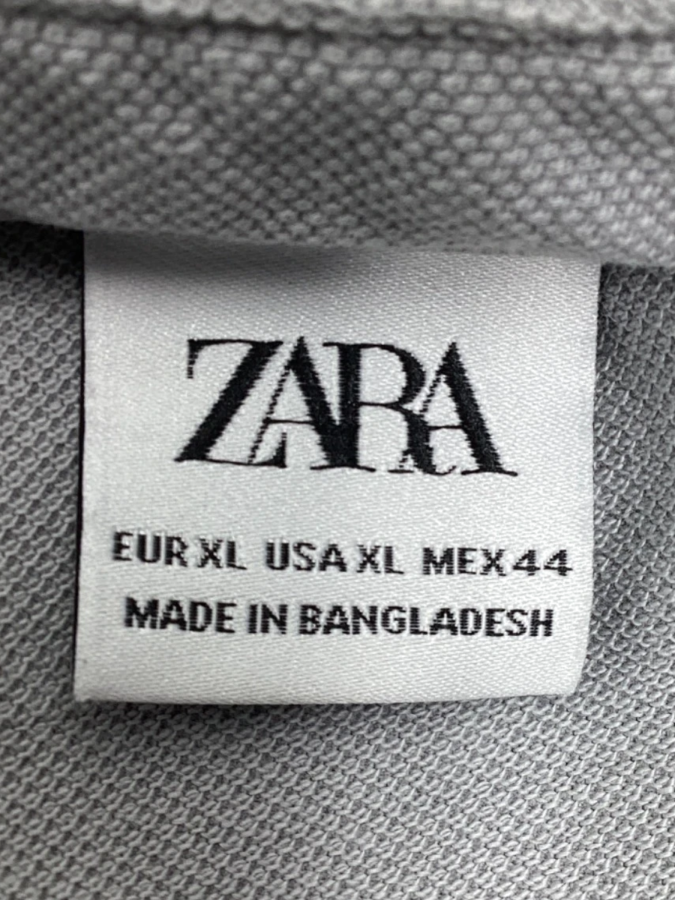 ZARA
EUR XL USA XL MEX 44
MADE IN BANGLADESH